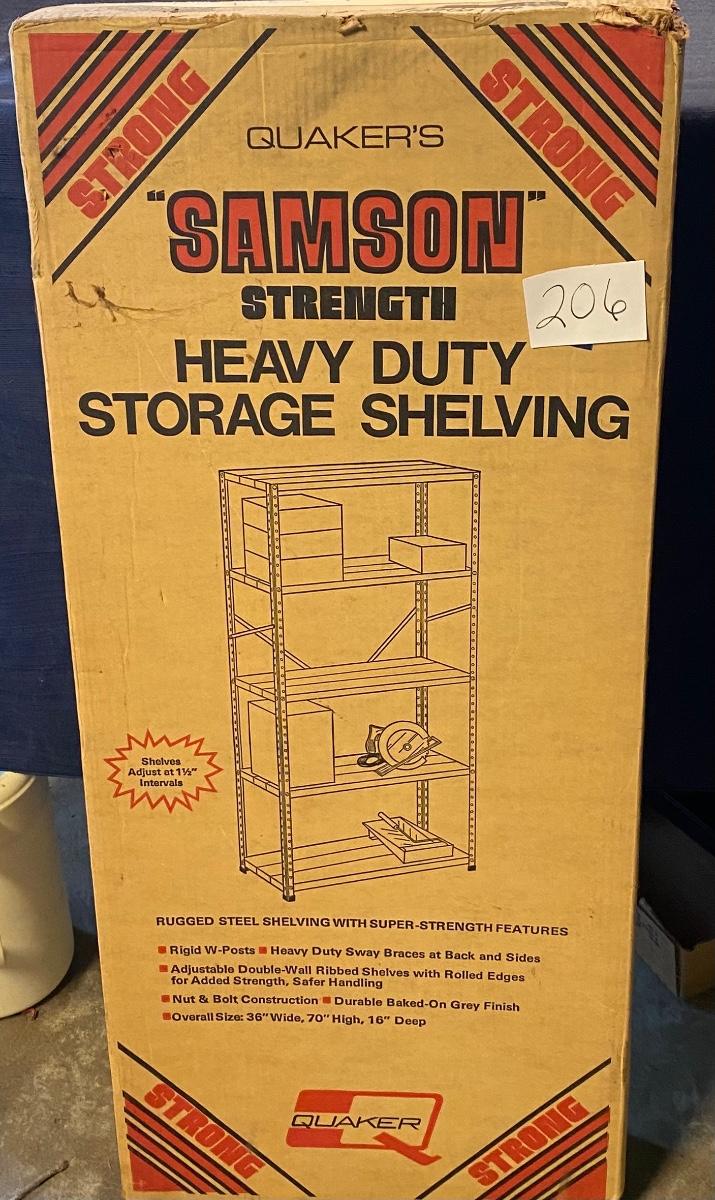 STRONG
STRONG
QUAKER'S
"SAMSON"
STRENGTH
206
HEAVY DUTY
STORAGE SHELVING
Shelves
Adjust at 1½"
Intervals
RUGGED STEEL SHELVING WITH SUPER-STRENGTH FEATURES
■ Rigid W-Posts ■ Heavy Duty Sway Braces at Back and Sides
■ Adjustable Double-Wall Ribbed Shelves with Rolled Edges
for Added Strength, Safer Handling
■ Nut & Bolt Construction ■ Durable Baked-On Grey Finish
■ Overall Size: 36" Wide, 70" High, 16" Deep
STRONG
QUAKER
STRONG